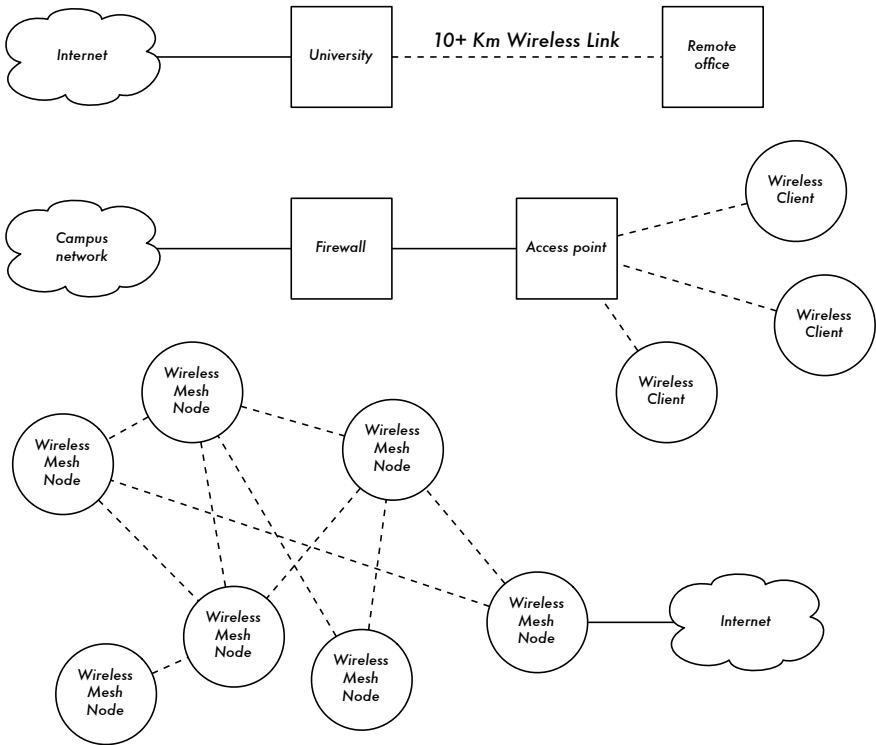 Internet
University
10+ Km Wireless Link
Remote
office
Campus
network
Firewall
Access point
Wireless
Client
Wireless
Client
Wireless
Client
Wireless
Mesh
Node
Wireless
Mesh
Node
Wireless
Mesh
Node
Wireless
Mesh
Node
Wireless
Mesh
Node
Wireless
Mesh
Node
Internet
Wireless
Mesh
Node